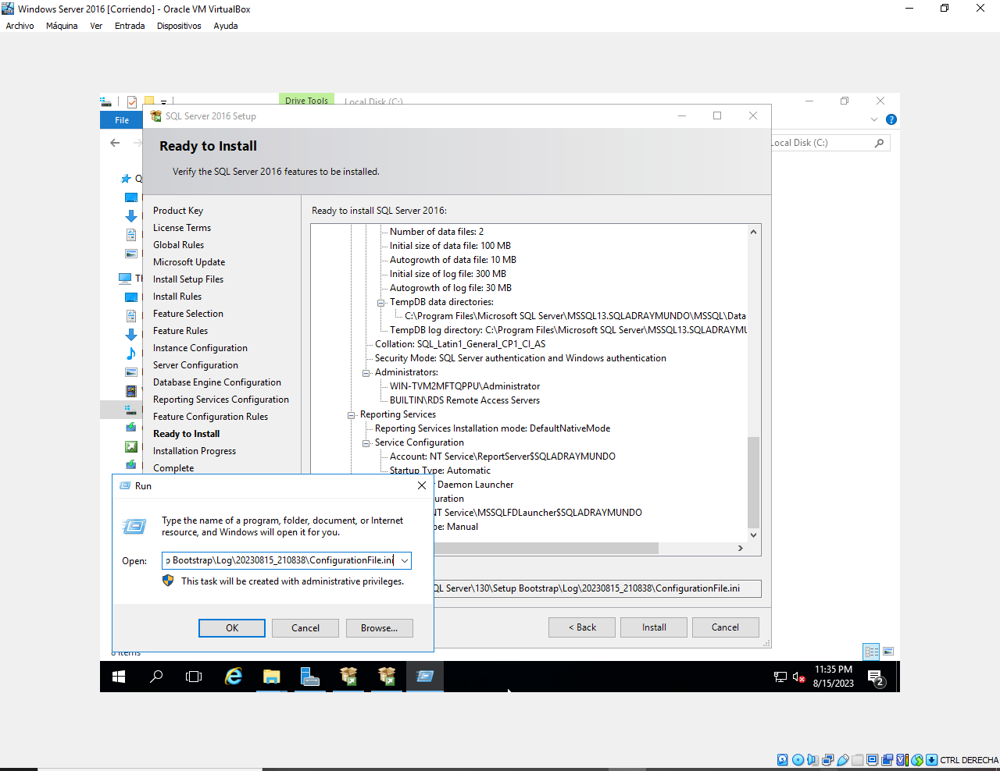 Windows Server 2016 [Corriendo] - Oracle VM VirtualBox
Archivo Máquina Ver Entrada Dispositivos Ayuda
Drive Tools Local Disk (C:)
File
SQL Server 2016 Setup
Ready to Install
Verify the SQL Server 2016 features to be installed.
Local Disk (C:)
Product Key
License Terms
Global Rules
Microsoft Update
Install Setup Files
Install Rules
Feature Selection
Feature Rules
Instance Configuration
Server Configuration
Database Engine Configuration
Reporting Services Configuration
Feature Configuration Rules
Ready to Install
Installation Progress
Complete
Ready to install SQL Server 2016:
Number of data files: 2
Initial size of data file: 100 MB
Autogrowth of data file: 10 MB
Initial size of log file: 300 MB
Autogrowth of log file: 30 MB
TempDB data directories:
C:\Program Files\Microsoft SQL Server\MSSQL13.SQLADRAYMUNDO\MSSQL\Data
TempDB log directory: C:\Program Files\Microsoft SQL Server\MSSQL13.SQLADRAYMU
Collation: SQL_Latin1_General_CP1_CI_AS
Security Mode: SQL Server authentication and Windows authentication
Administrators:
WIN-TVM2MFTQPPU\Administrator
BUILTIN\RDS Remote Access Servers
Reporting Services
Reporting Services Installation mode: DefaultNativeMode
Service Configuration
Account: NT Service\ReportServer$SQLADRAYMUNDO
Startup Type: Automatic
r Daemon Launcher
uration
NT Service\MSSQLFDLauncher$SQLADRAYMUNDO
pe: Manual
QL Server\130\Setup Bootstrap\Log\20230815_210838\ConfigurationFile.ini
< Back Install Cancel
Run
Type the name of a program, folder, document, or Internet
resource, and Windows will open it for you.
Open: p Bootstrap\Log\20230815_210838\ConfigurationFile.ini
This task will be created with administrative privileges.
OK Cancel Browse...
8 items
11:35 PM
8/15/2023
2
CTRL DERECHA